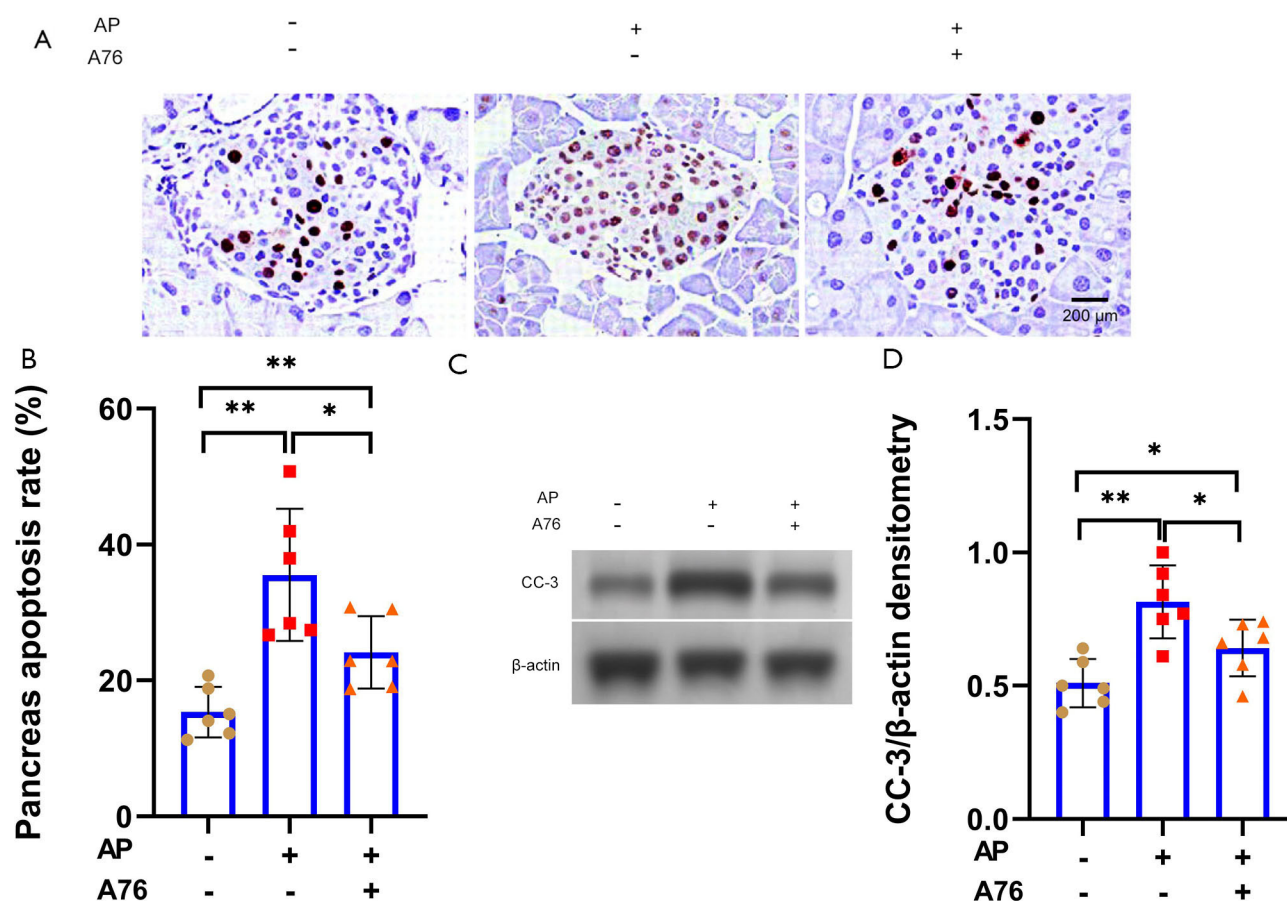 A
AP - + +
A76 - - +
200 µm
B
Pancreas apoptosis rate (%)
** 
** *
60
40
20
0
AP - + +
A76 - - +
C
AP - + +
A76 - - +
CC-3
β-actin
D
CC-3/β-actin densitometry
*
** *
1.5
1.0
0.5
0.0
AP - + +
A76 - - +